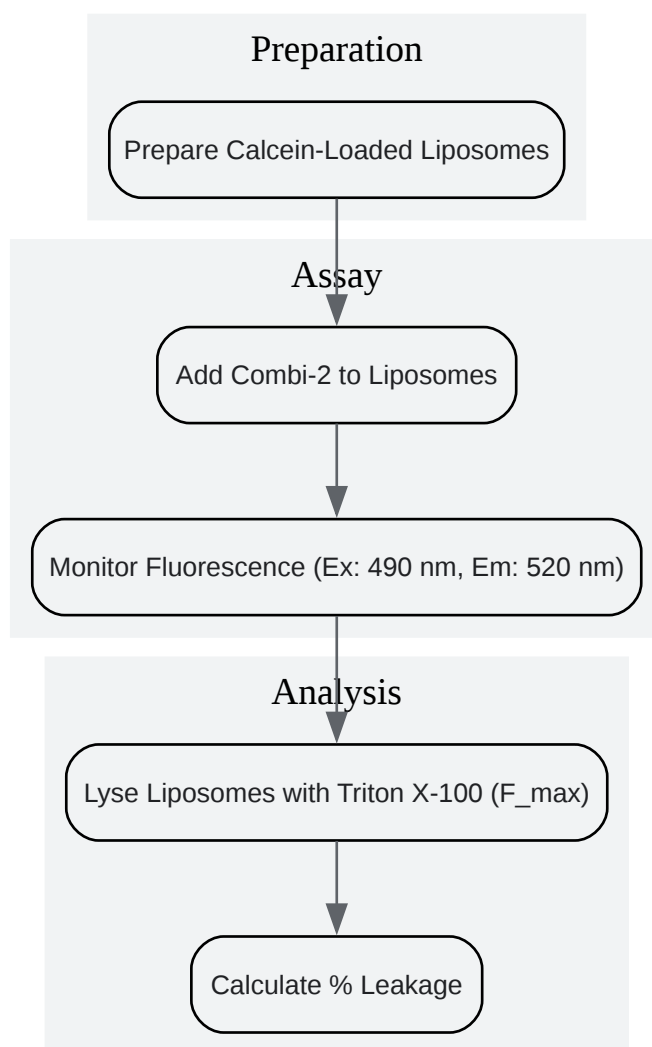 Preparation
Prepare Calcein-Loaded Liposomes
Assay
Add Combi-2 to Liposomes
Monitor Fluorescence (Ex: 490 nm, Em: 520 nm)
Analysis
Lyse Liposomes with Triton X-100 (F_max)
Calculate % Leakage